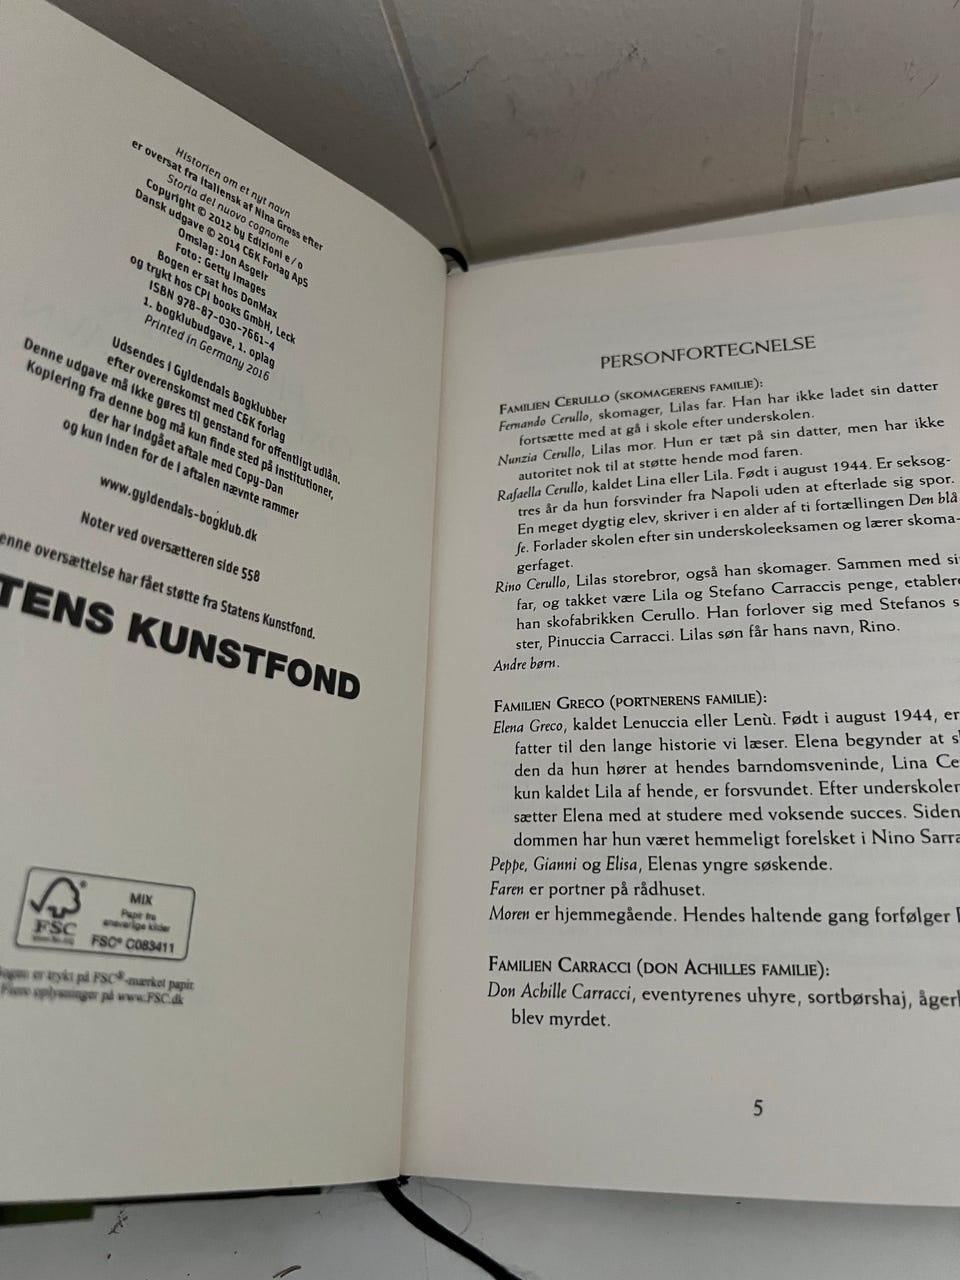 Historien om et nyt navn
er oversat fra italiensk af Nina Gross efter
Storia del nuovo cognome
Copyright © 2012 by Edizioni e/o
Dansk udgave © 2014 C&K Forlag ApS
Omslag: Jon Asgeir
Foto: Getty Images
Bogen er sat hos DonMax
og trykt hos CPI books GmbH, Leck
ISBN 978-87-030-7661-4
1. bogklubudgave, 1. oplag
Printed in Germany 2016
Udsendes i Gyldendals Bogklubber
efter overenskomst med C&K forlag
Denne udgave må ikke gøres til genstand for offentligt udlån.
Kopiering fra denne bog må kun finde sted på institutioner,
der har indgået aftale med Copy-Dan
og kun inden for de i aftalen nævnte rammer
www.gyldendals-bogklub.dk
Noter ved oversætteren side 558
enne oversættelse har fået støtte fra Statens Kunstfond.
TENS KUNSTFOND
FSC
MIX
Papir fra
ansvarlige kilder
FSC® C083411
ogen er trykt på FSC®-mærket papir.
Flere oplysninger på www.FSC.dk
PERSONFORTEGNELSE
FAMILIEN CERULLO (SKOMAGERENS FAMILIE):
Fernando Cerullo, skomager, Lilas far. Han har ikke ladet sin datter
fortsætte med at gå i skole efter underskolen.
Nunzia Cerullo, Lilas mor. Hun er tæt på sin datter, men har ikke
autoritet nok til at støtte hende mod faren.
Rafaella Cerullo, kaldet Lina eller Lila. Født i august 1944. Er seksog-
tres år da hun forsvinder fra Napoli uden at efterlade sig spor.
En meget dygtig elev, skriver i en alder af ti fortællingen Den blå
fe. Forlader skolen efter sin underskoleeksamen og lærer skoma-
gerfaget.
Rino Cerullo, Lilas storebror, også han skomager. Sammen med si
far, og takket være Lila og Stefano Carraccis penge, etablere
han skofabrikken Cerullo. Han forlover sig med Stefanos s
ster, Pinuccia Carracci. Lilas søn får hans navn, Rino.
Andre børn.
FAMILIEN GRECO (PORTNERENS FAMILIE):
Elena Greco, kaldet Lenuccia eller Lenù. Født i august 1944, er
fatter til den lange historie vi læser. Elena begynder at s
den da hun hører at hendes barndomsveninde, Lina Ce
kun kaldet Lila af hende, er forsvundet. Efter underskolen
sætter Elena med at studere med voksende succes. Siden
dommen har hun været hemmeligt forelsket i Nino Sarra
Peppe, Gianni og Elisa, Elenas yngre søskende.
Faren er portner på rådhuset.
Moren er hjemmegående. Hendes haltende gang forfølger
FAMILIEN CARRACCI (DON ACHILLES FAMILIE):
Don Achille Carracci, eventyrenes uhyre, sortbørshaj, åger
blev myrdet.
5